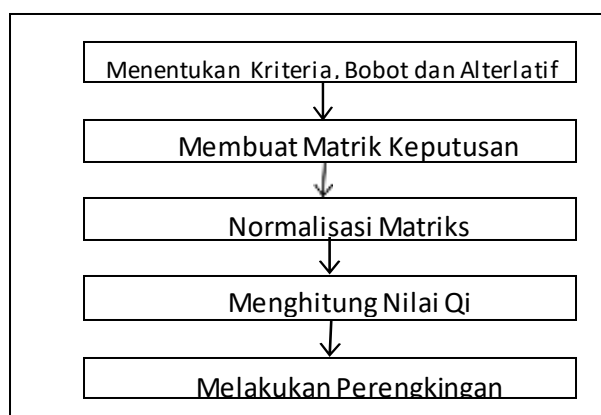 Menentukan Kriteria, Bobot dan Alterlatif
Membuat Matrik Keputusan
Normalisasi Matriks
Menghitung Nilai Qi
Melakukan Perengkingan